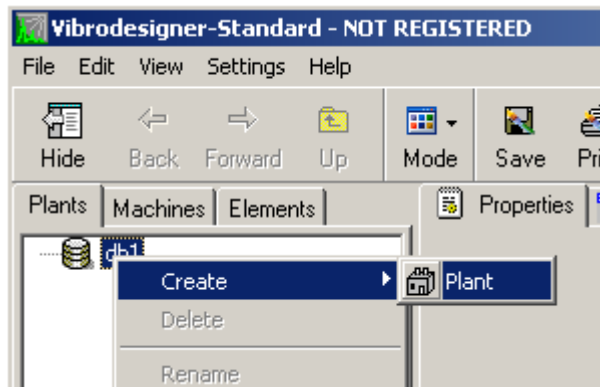 Vibrodesigner-Standard - NOT REGISTERED
File Edit View Settings Help
Hide Back Forward Up Mode Save
Plants Machines Elements Properties
db1
Create Plant
Delete
Rename